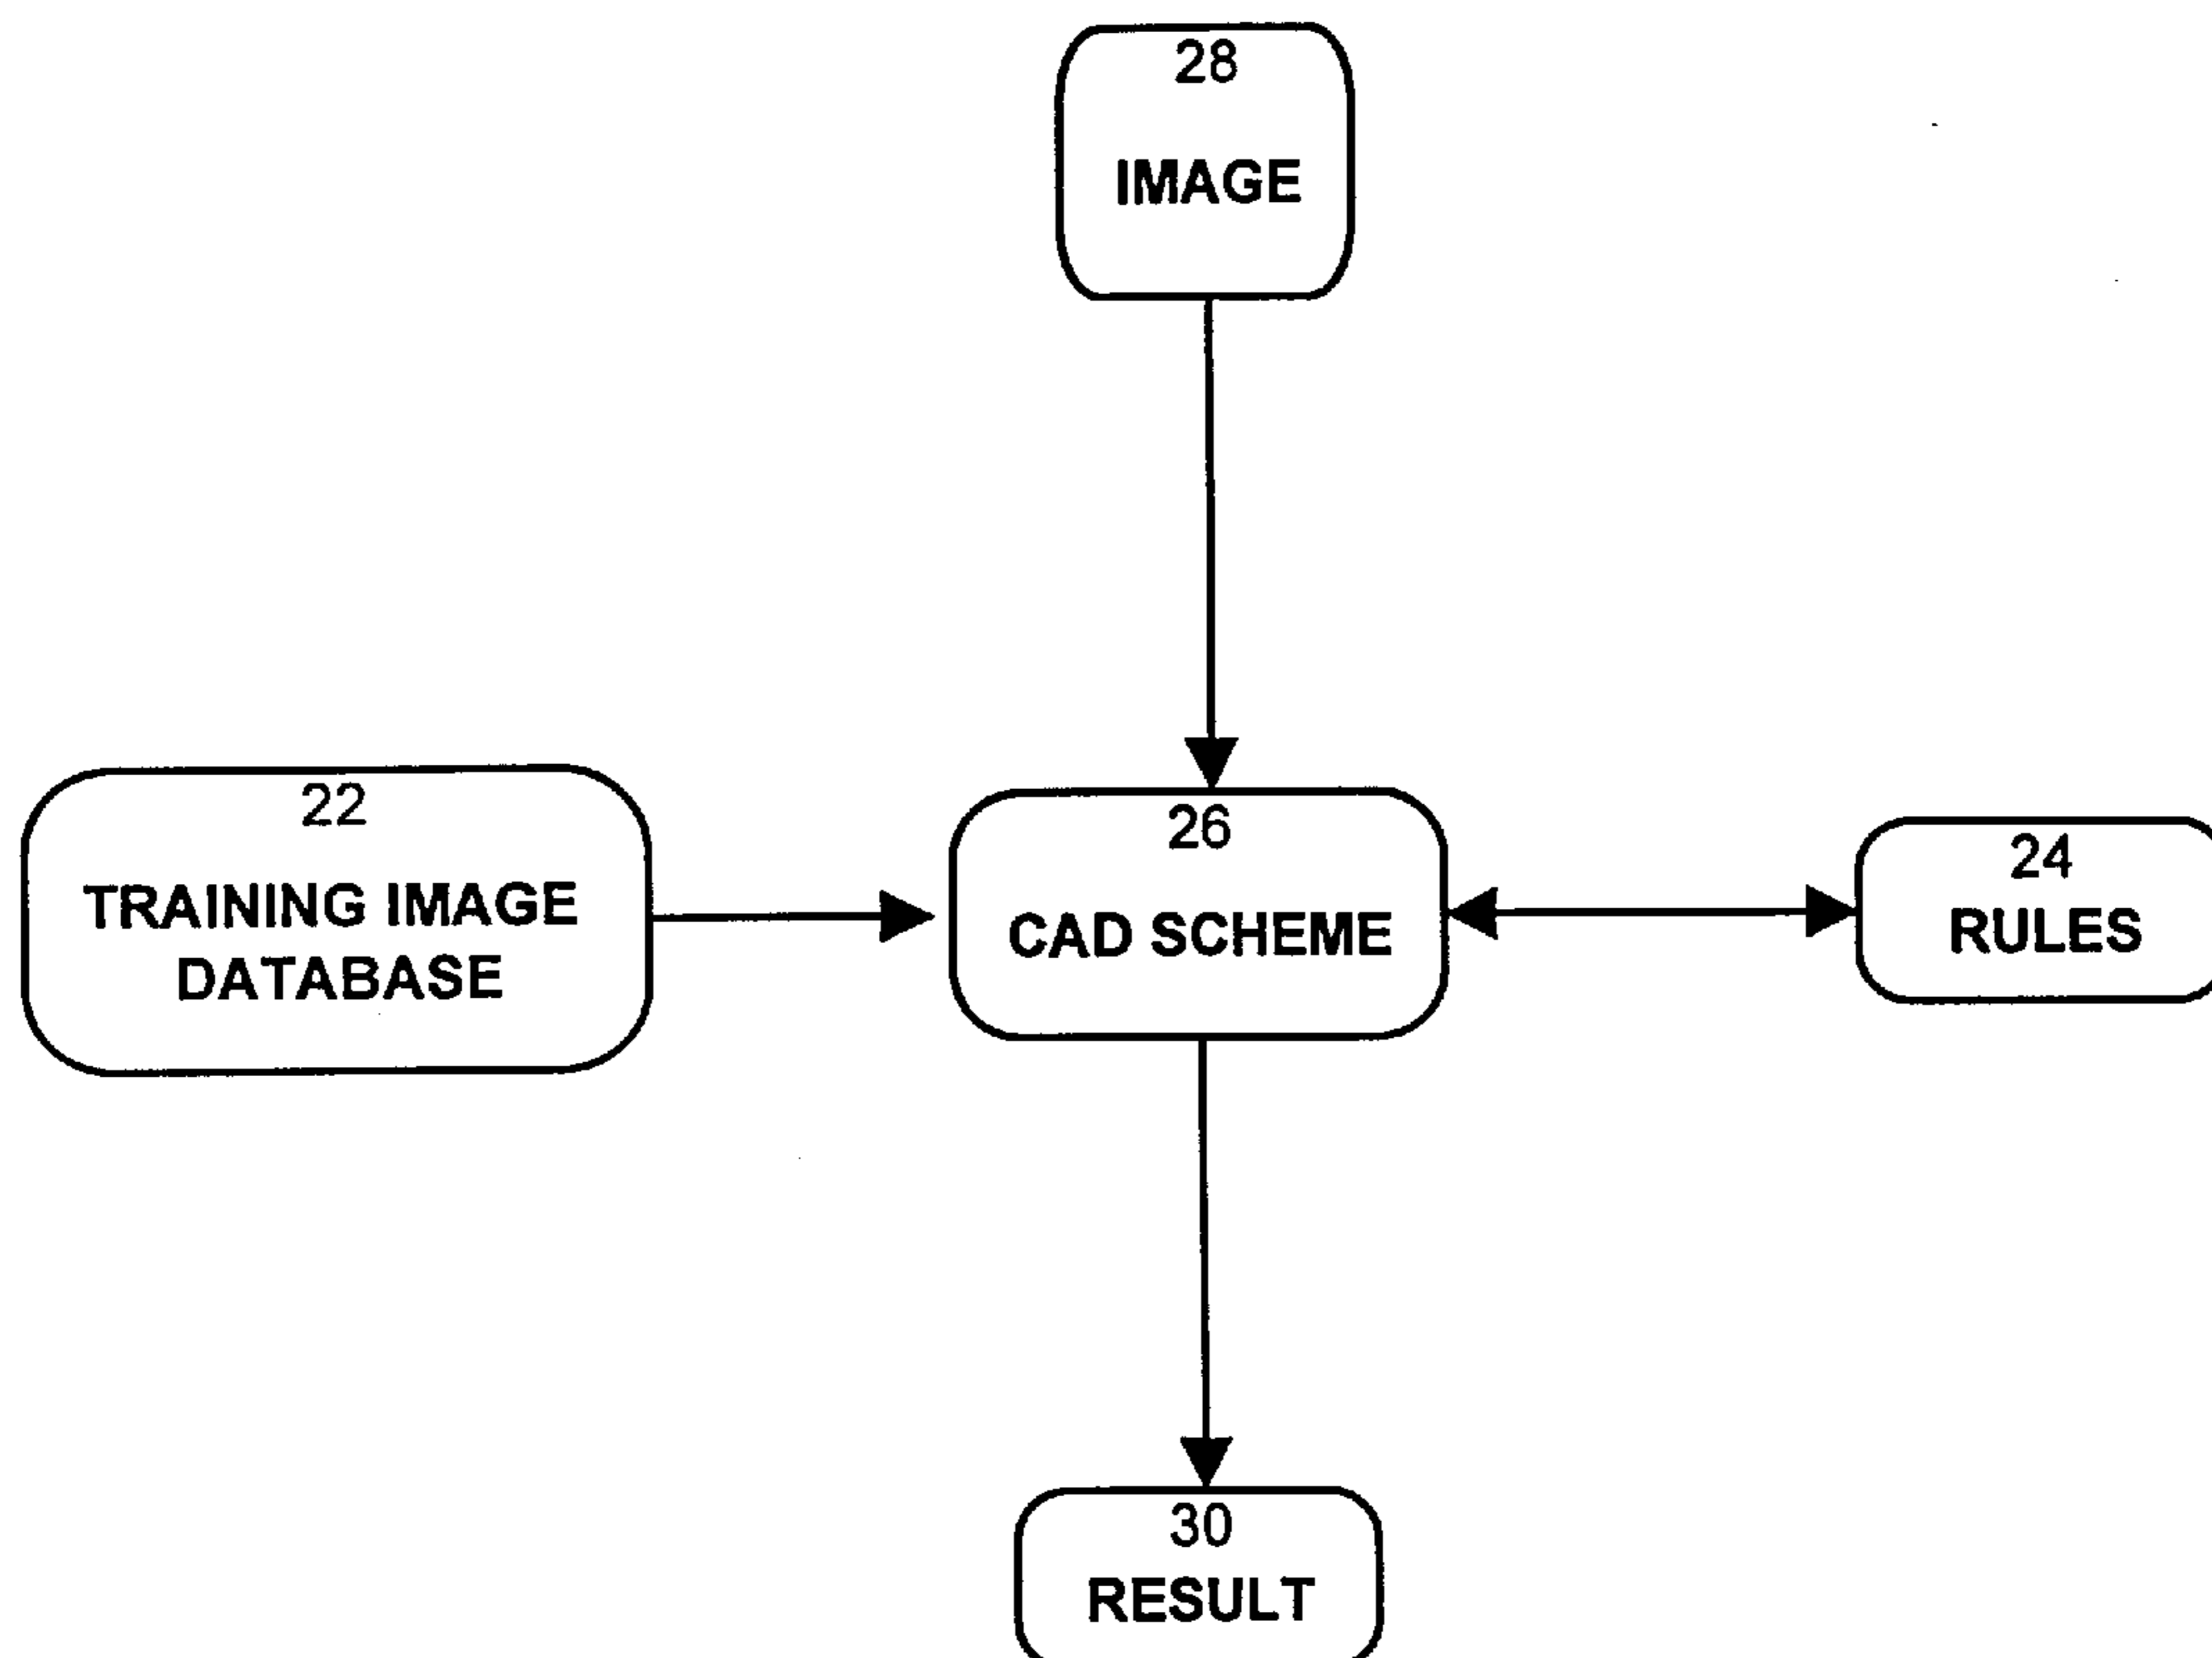 28
IMAGE
22
TRAINING IMAGE
DATABASE
26
CAD SCHEME
24
RULES
30
RESULT